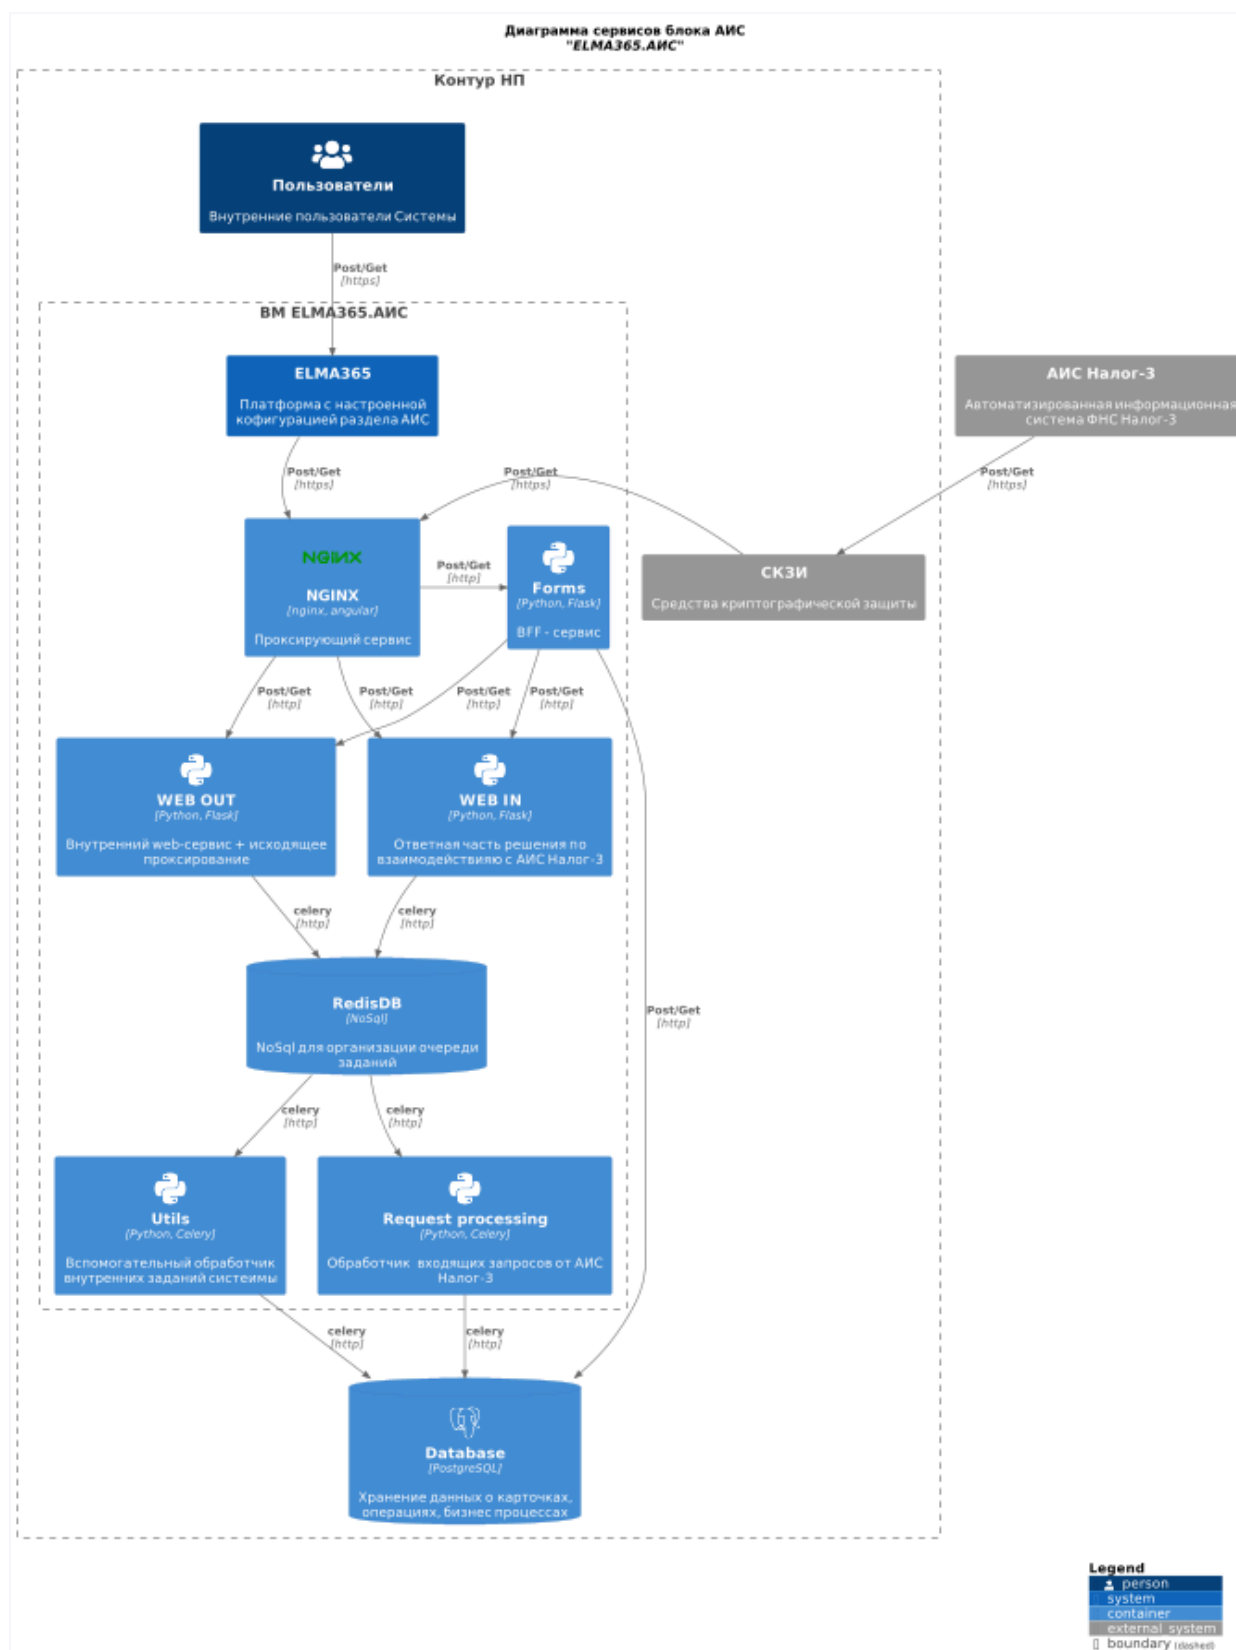 Диаграмма сервисов блока АИС
"ELMA365.АИС"
Контур НП
Пользователи
Внутренние пользователи Системы
Post/Get
[https]
ВМ ELMA365.АИС
ELMA365
Платформа с настроенной
кофигурацией раздела АИС
АИС Налог-3
Автоматизированная информационная
система ФНС Налог-3
Post/Get
[https]
Post/Get
[https]
Post/Get
[https]
NGINX
NGINX
[nginx, angular]
Проксирующий сервис
Post/Get
[http]
Forms
[Python, Flask]
BFF - сервис
СКЗИ
Средства криптографической защиты
Post/Get
[http]
Post/Get
[http]
Post/Get
[http]
Post/Get
[http]
WEB OUT
[Python, Flask]
Внутренний web-сервис + исходящее
проксирование
WEB IN
[Python, Flask]
Ответная часть решения по
взаимодействияю с АИС Налог-3
celery
[http]
celery
[http]
RedisDB
[NoSql]
NoSql для организации очереди
заданий
Post/Get
[http]
celery
[http]
celery
[http]
Utils
[Python, Celery]
Вспомогательный обработчик
внутренних заданий систеимы
Request processing
[Python, Celery]
Обработчик входящих запросов от АИС
Налог-3
celery
[http]
celery
[http]
Database
[PostgreSQL]
Хранение данных о карточках,
операциях, бизнес процессах
Legend
person
system
container
external system
boundary (dashed)